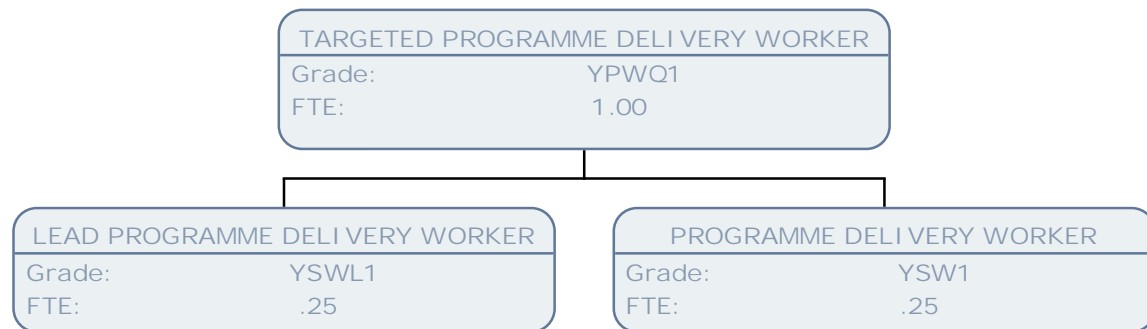 TARGETED PROGRAMME DELIVERY WORKER
Grade: YPWQ1
FTE: 1.00
LEAD PROGRAMME DELIVERY WORKER
Grade: YSWL1
FTE: .25
PROGRAMME DELIVERY WORKER
Grade: YSW1
FTE: .25